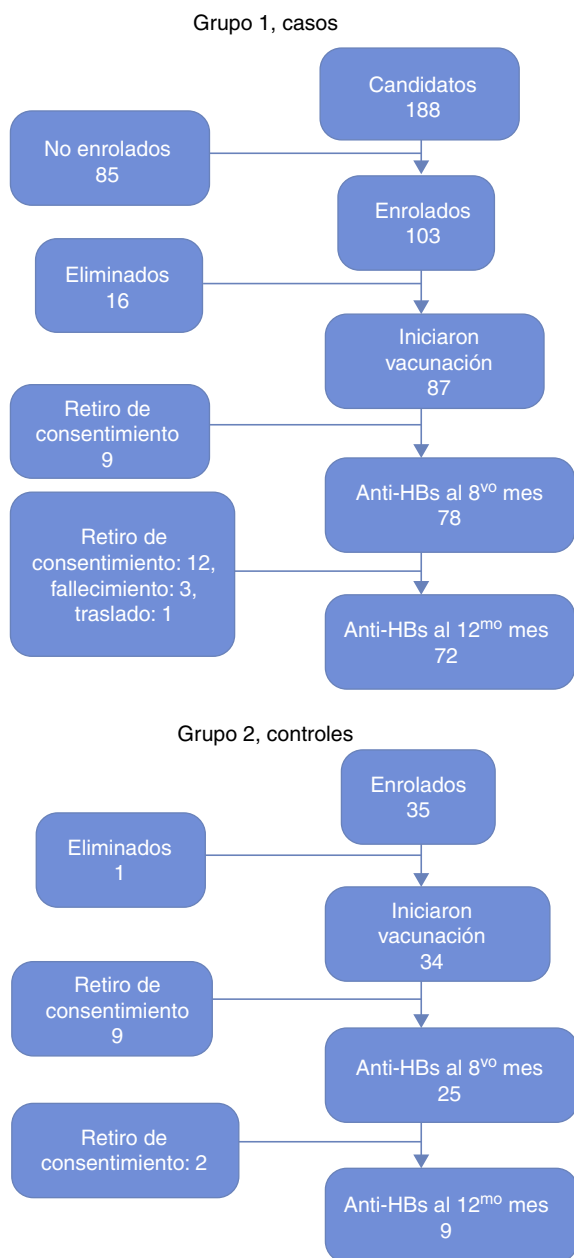 Grupo 1, casos
Candidatos
188
No enrolados
85
Enrolados
103
Eliminados
16
Iniciaron
vacunación
87
Retiro de
consentimiento
9
Anti-HBs al 8vo mes
78
Retiro de
consentimiento: 12,
fallecimiento: 3,
traslado: 1
Anti-HBs al 12mo mes
72
Grupo 2, controles
Enrolados
35
Eliminados
1
Iniciaron
vacunación
34
Retiro de
consentimiento
9
Anti-HBs al 8vo mes
25
Retiro de
consentimiento: 2
Anti-HBs al 12mo mes
9